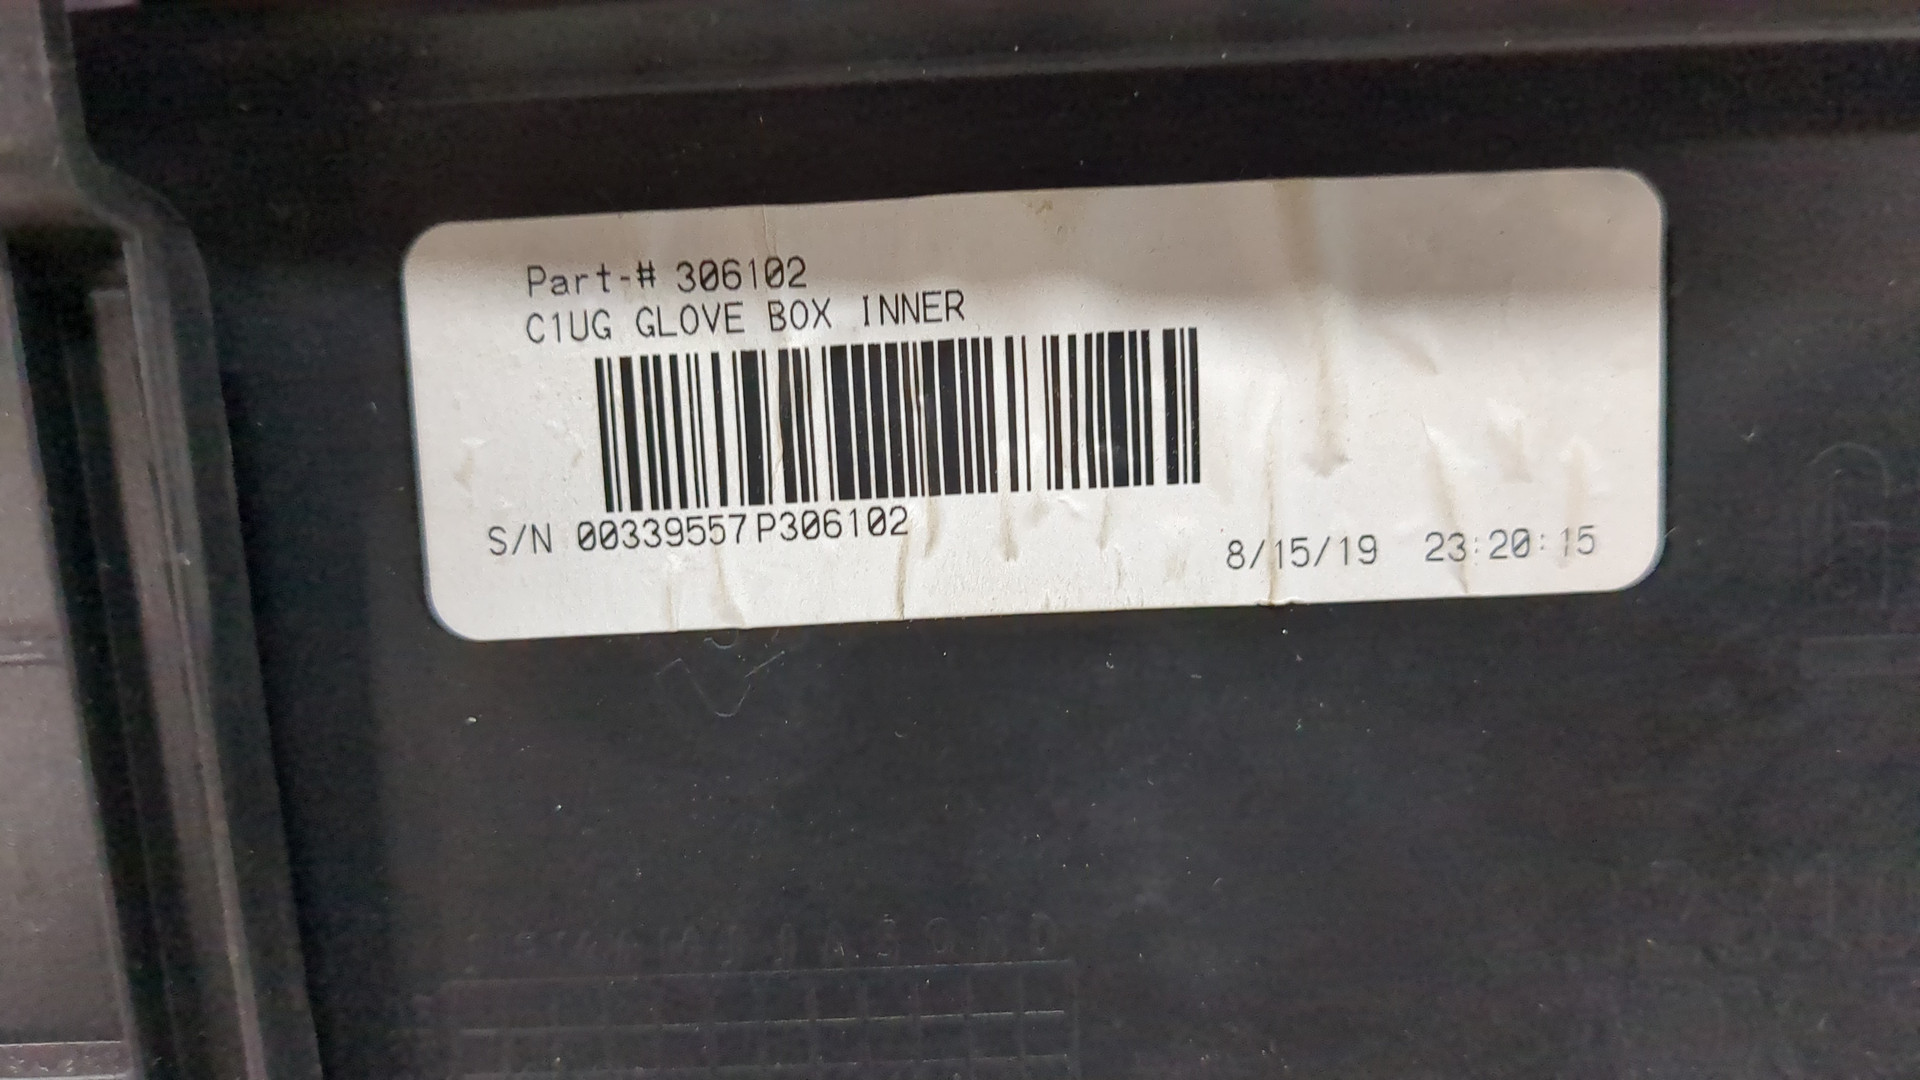 Part-# 306102
C1UG GLOVE BOX INNER
S/N 00339557P306102
8/15/19 23:20:15